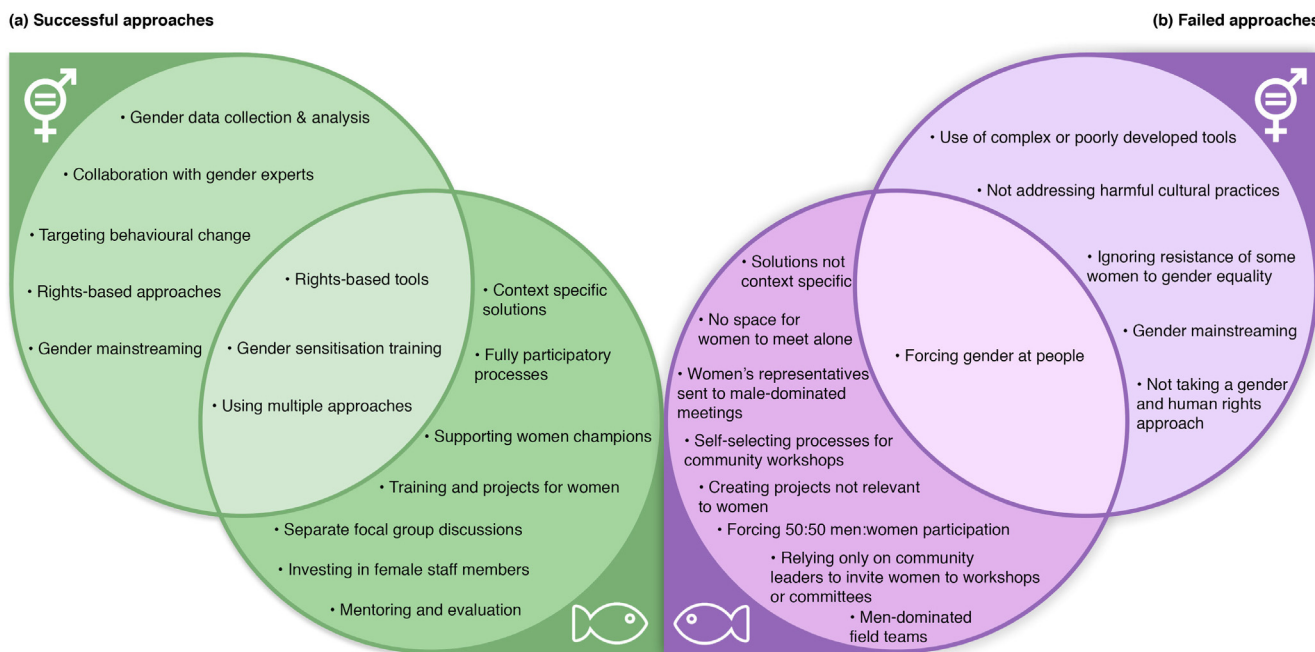 (a) Successful approaches
• Gender data collection & analysis
• Collaboration with gender experts
• Targeting behavioural change
• Rights-based approaches
• Gender mainstreaming
• Rights-based tools
• Gender sensitisation training
• Using multiple approaches
• Context specific
solutions
• Fully participatory
processes
• Supporting women champions
• Training and projects for women
• Separate focal group discussions
• Investing in female staff members
• Mentoring and evaluation
(b) Failed approaches
• Use of complex or poorly developed tools
• Not addressing harmful cultural practices
• Ignoring resistance of some
women to gender equality
• Gender mainstreaming
• Not taking a gender
and human rights
approach
• Forcing gender at people
• Solutions not
context specific
• No space for
women to meet alone
• Women's representatives
sent to male-dominated
meetings
• Self-selecting processes for
community workshops
• Creating projects not relevant
to women
• Forcing 50:50 men:women participation
• Relying only on community
leaders to invite women to workshops
or committees
• Men-dominated
field teams